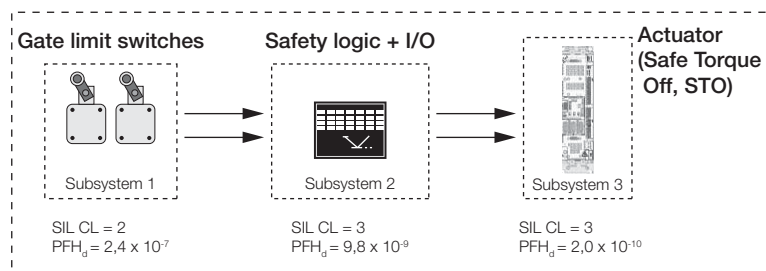 Gate limit switches
Safety logic + I/O
Actuator
(Safe Torque
Off, STO)
Subsystem 1
Subsystem 2
Subsystem 3
SIL CL = 2
PFHd = 2,4 x 10-7
SIL CL = 3
PFHd = 9,8 x 10-9
SIL CL = 3
PFHd = 2,0 x 10-10